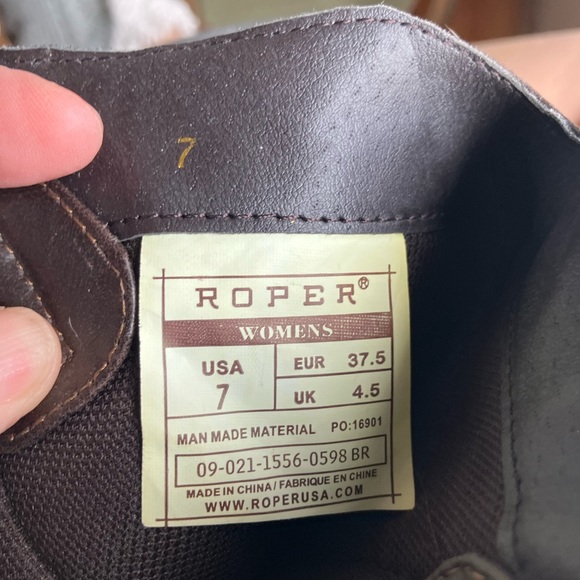 7
ROPER®
WOMENS
USA 7
EUR 37.5
UK 4.5
MAN MADE MATERIAL PO:16901
09-021-1556-0598 BR
MADE IN CHINA / FABRIQUE EN CHINE
WWW.ROPERUSA.COM